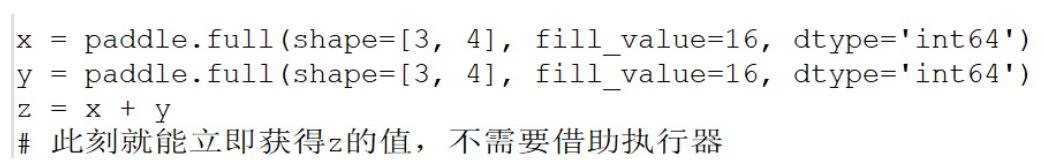 x = paddle.full(shape=[3, 4], fill_value=16, dtype='int64')
y = paddle.full(shape=[3, 4], fill_value=16, dtype='int64')
z = x + y
# 此刻就能立即获得z的值，不需要借助执行器